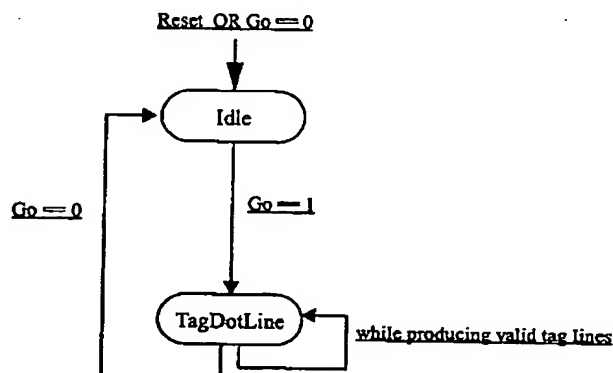 Reset OR Go == 0
Idle
Go == 0
Go == 1
TagDotLine
while producing valid tag lines